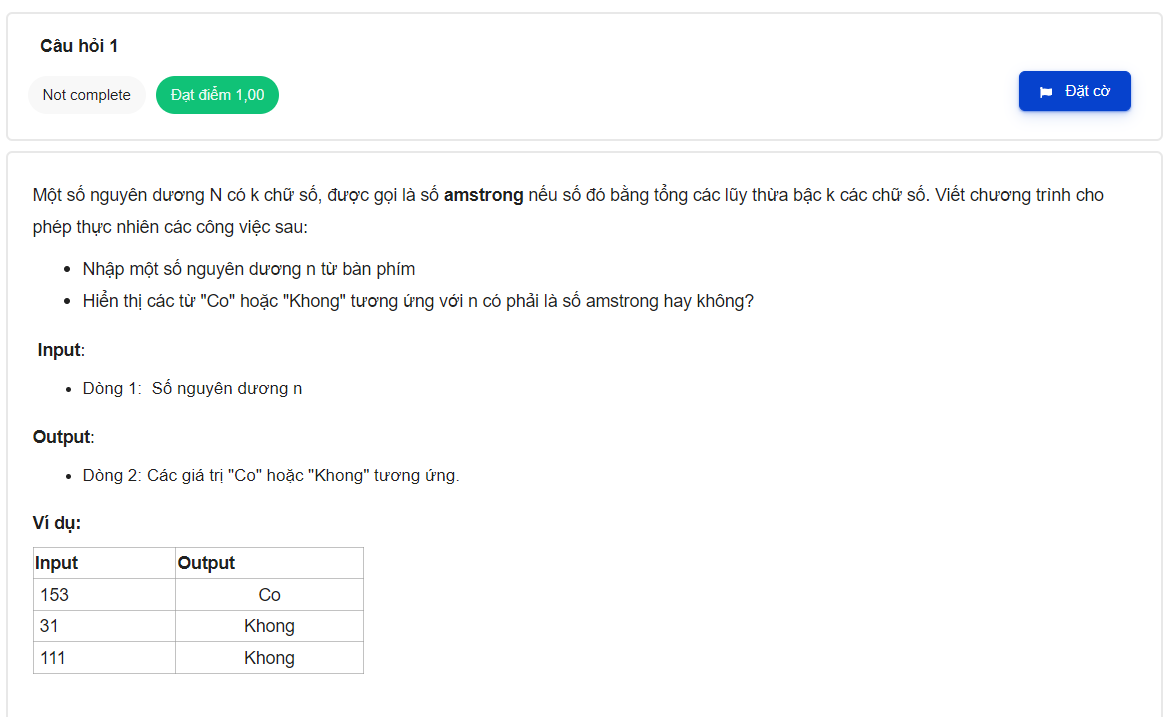 Câu hỏi 1
Not complete
Đạt điểm 1,00
Đặt cờ
Một số nguyên dương N có k chữ số, được gọi là số amstrong nếu số đó bằng tổng các lũy thừa bậc k các chữ số. Viết chương trình cho
phép thực nhiên các công việc sau:
Nhập một số nguyên dương n từ bàn phím
Hiển thị các từ "Co" hoặc "Khong" tương ứng với n có phải là số amstrong hay không?
Input:
Dòng 1: Số nguyên dương n
Output:
Dòng 2: Các giá trị "Co" hoặc "Khong" tương ứng.
Ví dụ:
Input Output
153 Co
31 Khong
111 Khong